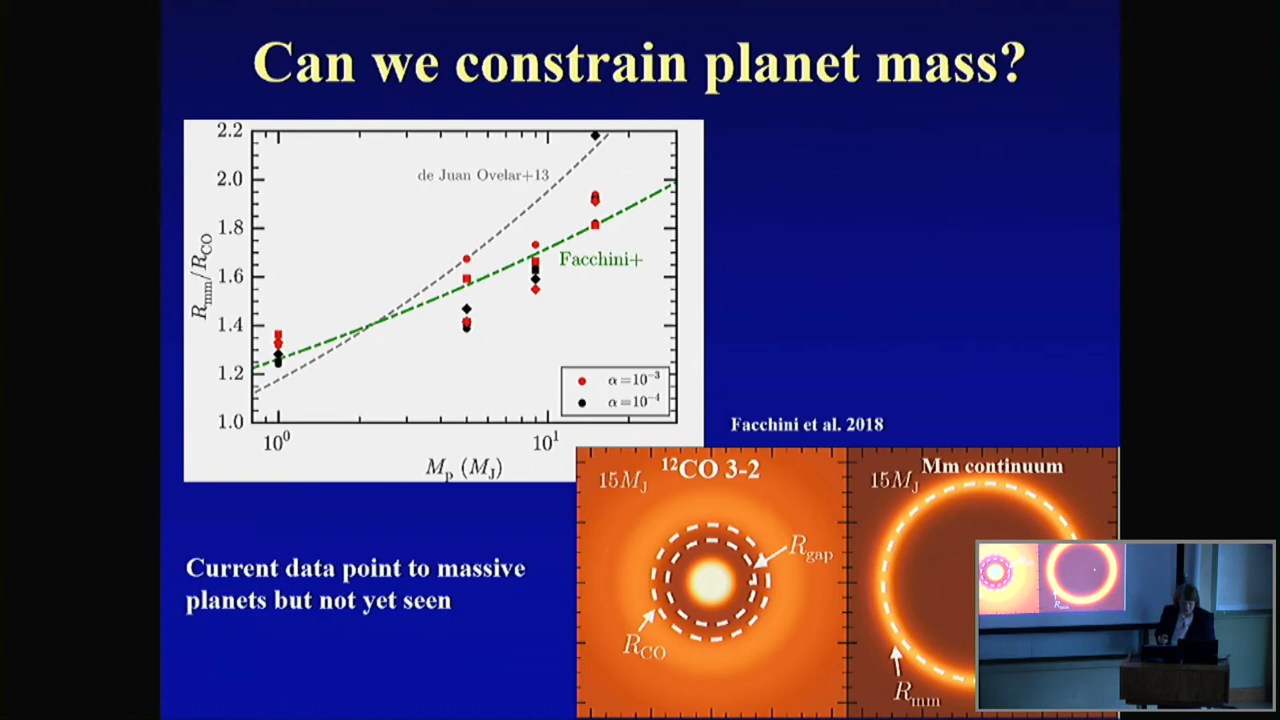 Can we constrain planet mass?
2.2
2.0
1.8
1.6
1.4
1.2
1.0
R_mm/R_CO
de Juan Ovelar+13
Facchini+
α=10⁻³
α=10⁻⁴
10⁰
10¹
M_p (M_J)
Facchini et al. 2018
Current data point to massive
planets but not yet seen
¹²CO 3-2
15M_J
R_gap
R_CO
Mm continuum
15M_J
R_mm